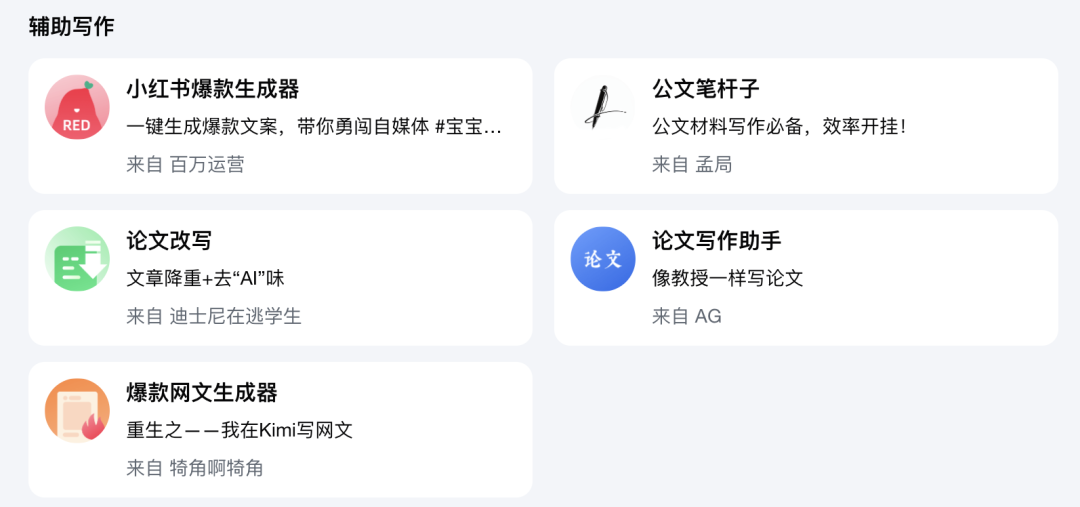 辅助写作
小红书爆款生成器
一键生成爆款文案，带你勇闯自媒体 #宝宝...
来自 百万运营
RED
公文笔杆子
公文材料写作必备，效率开挂！
来自 孟局
论文改写
文章降重+去“AI”味
来自 迪士尼在逃学生
论文
论文写作助手
像教授一样写论文
来自 AG
爆款网文生成器
重生之——我在Kimi写网文
来自 犄角啊犄角